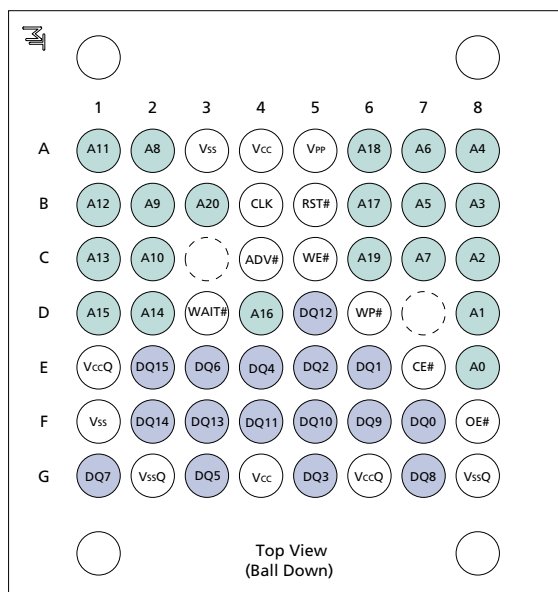 1 2 3 4 5 6 7 8
A A11 A8 Vss Vcc VPP A18 A6 A4
B A12 A9 A20 CLK RST# A17 A5 A3
C A13 A10 ADV# WE# A19 A7 A2
D A15 A14 WAIT# A16 DQ12 WP# A1
E VccQ DQ15 DQ6 DQ4 DQ2 DQ1 CE# A0
F Vss DQ14 DQ13 DQ11 DQ10 DQ9 DQ0 OE#
G DQ7 VssQ DQ5 Vcc DQ3 VccQ DQ8 VssQ
Top View
(Ball Down)